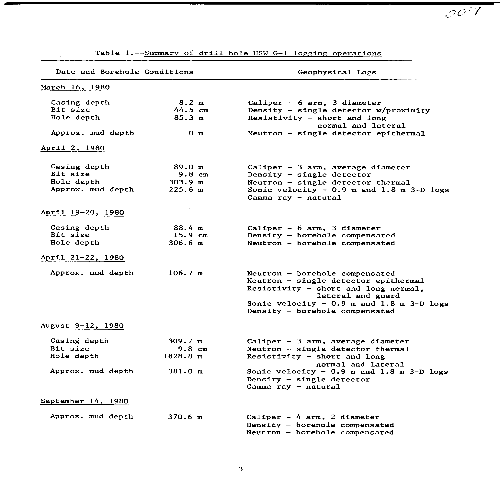 Table 1.--Summary of drill hole USW G-1 logging operations
Date and Borehole Conditions Geophysical Logs
March 16, 1980
Casing depth 8.2 m Caliper - 6 arm, 3 diameter
Bit size 44.5 cm Density - single detector w/proximity
Hole depth 85.3 m Resistivity - short and long
normal and lateral
Approx. mud depth 0 m Neutron - single detector epithermal
April 2, 1980
Casing depth 89.0 m Caliper - 3 arm, average diameter
Bit size 9.8 cm Density - single detector
Hole depth 303.9 m Neutron - single detector thermal
Approx. mud depth 225.6 m Sonic velocity - 0.9 m and 1.8 m 3-D logs
Gamma ray - natural
April 19-20, 1980
Casing depth 88.4 m Caliper - 6 arm, 3 diameter
Bit size 15.9 cm Density - borehole compensated
Hole depth 306.6 m Neutron - borehole compensated
April 21-22, 1980
Approx. mud depth 106.7 m Neutron - borehole compensated
Neutron - single detector epithermal
Resistivity - short and long normal,
lateral and guard
Sonic velocity - 0.9 m and 1.8 m 3-D logs
Density - borehole compensated
August 9-12, 1980
Casing depth 309.7 m Caliper - 3 arm, average diameter
Bit size 9.8 cm Neutron - single detector thermal
Hole depth 1828.8 m Resistivity - short and long
normal and lateral
Approx. mud depth 381.0 m Sonic velocity - 0.9 m and 1.8 m 3-D logs
Density - single detector
Gamma ray - natural
September 14, 1980
Approx. mud depth 370.6 m Caliper - 4 arm, 2 diameter
Density - borehole compensated
Neutron - borehole compensated